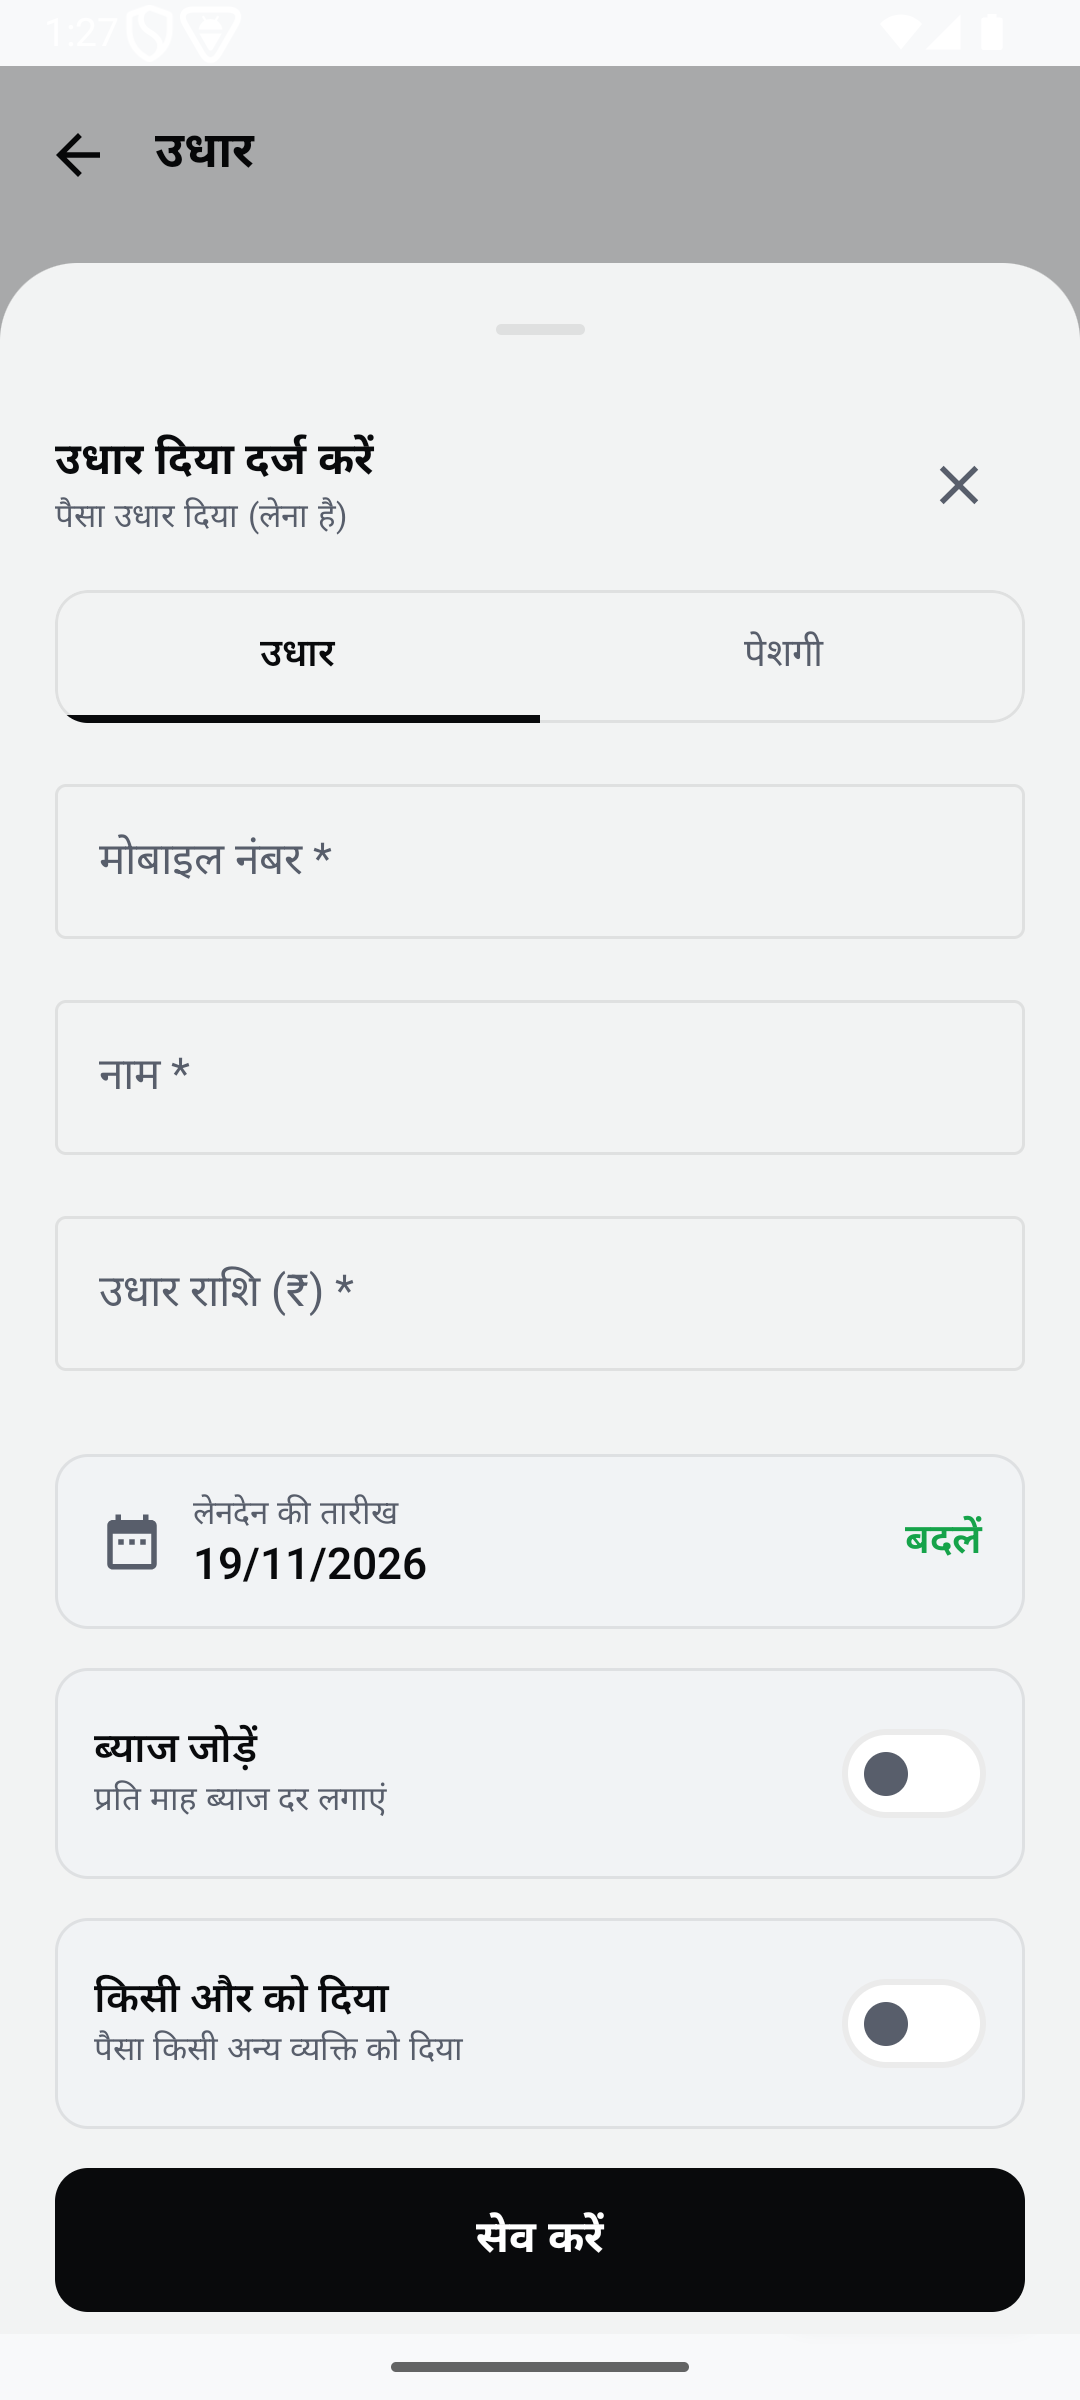 1:27
उधार
उधार दिया दर्ज करें
पैसा उधार दिया (लेना है)
उधार
पेशगी
मोबाइल नंबर *
नाम *
उधार राशि (₹) *
लेनदेन की तारीख
19/11/2026
बदलें
ब्याज जोड़ें
प्रति माह ब्याज दर लगाएं
किसी और को दिया
पैसा किसी अन्य व्यक्ति को दिया
सेव करें